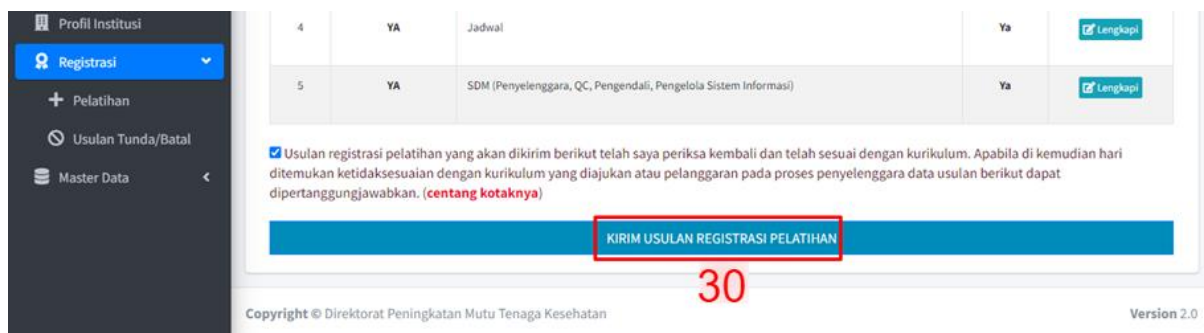 Profil Institusi
Registrasi
Pelatihan
Usulan Tunda/Batal
Master Data
4 YA Jadwal Ya Lengkapi
5 YA SDM (Penyelenggara, QC, Pengendali, Pengelola Sistem Informasi) Ya Lengkapi
Usulan registrasi pelatihan yang akan dikirim berikut telah saya periksa kembali dan telah sesuai dengan kurikulum. Apabila di kemudian hari
ditemukan ketidaksesuaian dengan kurikulum yang diajukan atau pelanggaran pada proses penyelenggara data usulan berikut dapat
dipertanggungjawabkan. (centang kotaknya)
KIRIM USULAN REGISTRASI PELATIHAN
30
Copyright © Direktorat Peningkatan Mutu Tenaga Kesehatan Version 2.0